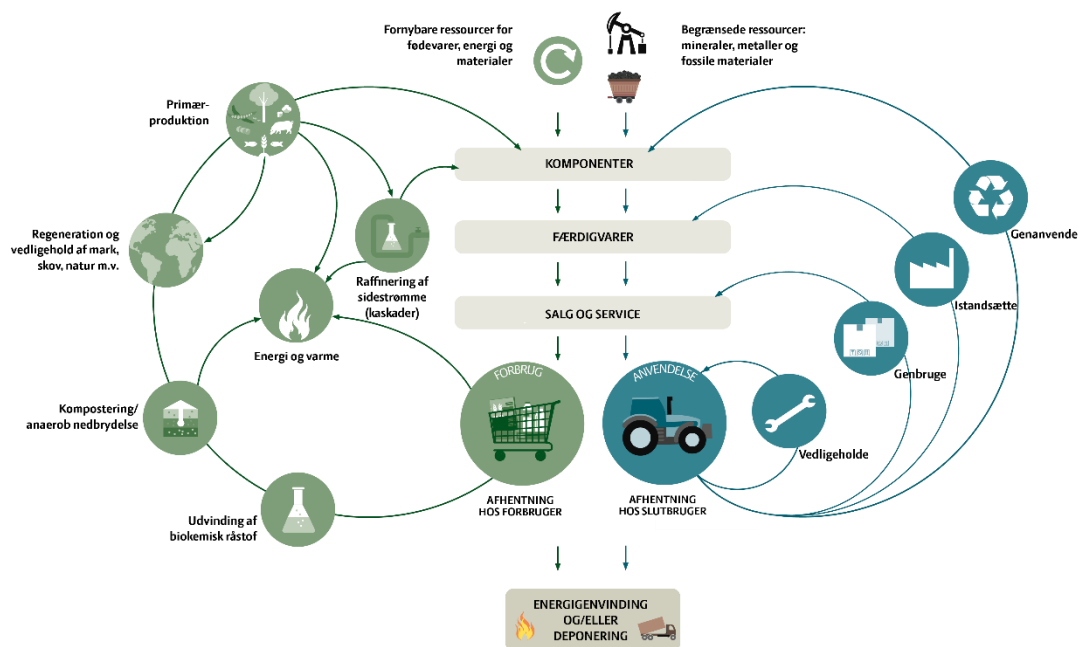 Fornybare ressourcer for
fødevarer, energi og
materialer
Begrænsede ressourcer:
mineraler, metaller og
fossile materialer
Primær-
produktion
KOMPONENTER
Genanvende
Regeneration og
vedligehold af mark,
skov, natur m.v.
FÆRDIGVARER
Raffinering af
sidestrømme
(kaskader)
Istandsætte
SALG OG SERVICE
Energi og varme
Genbruge
FORBRUG
ANVENDELSE
Kompostering/
anaerob nedbrydelse
Vedligeholde
AFHENTNING
HOS FORBRUGER
AFHENTNING
HOS SLUTBRUGER
Udvinding af
biokemisk råstof
ENERGIGENVINDING
OG/ELLER
DEPONERING